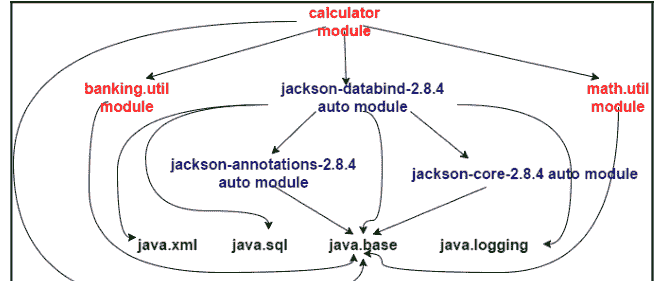 calculator
module
banking.util
module
jackson-databind-2.8.4
auto module
math.util
module
jackson-annotations-2.8.4
auto module
jackson-core-2.8.4 auto module
java.xml
java.sql
java.base
java.logging